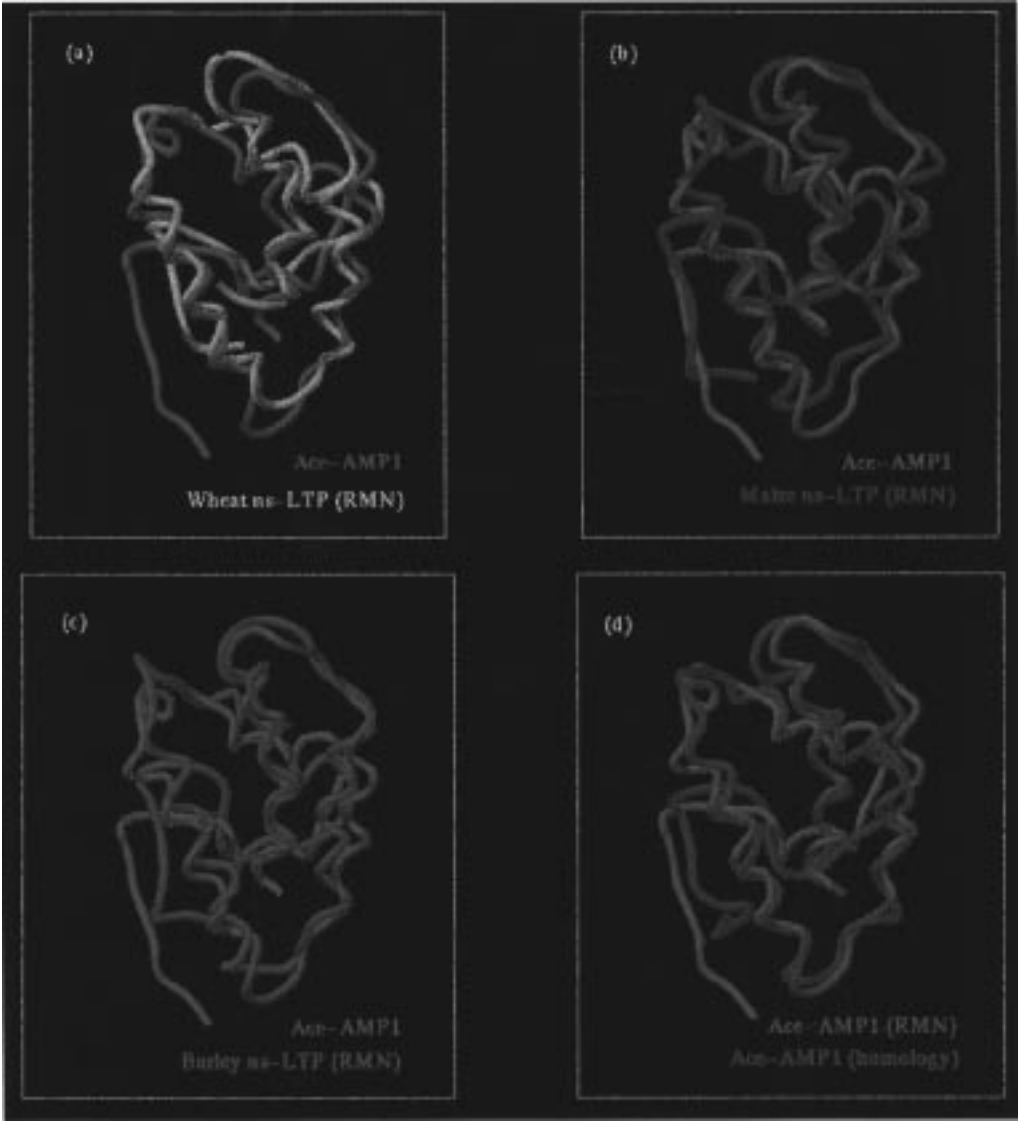 (a)
Ace-AMP1
Wheat ns-LTP (RMN)
(b)
Ace-AMP1
Maize ns-LTP (RMN)
(c)
Ace-AMP1
Barley ns-LTP (RMN)
(d)
Ace-AMP1 (RMN)
Ace-AMP1 (homology)